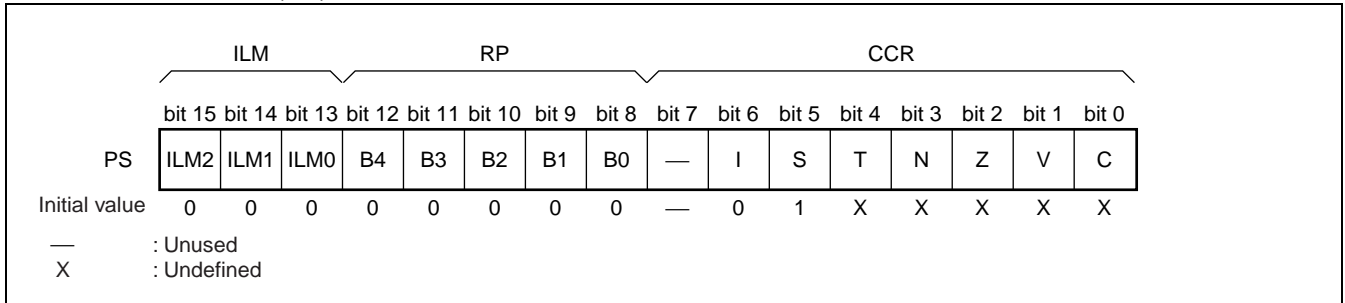 ILM RP CCR
bit 15 bit 14 bit 13 bit 12 bit 11 bit 10 bit 9 bit 8 bit 7 bit 6 bit 5 bit 4 bit 3 bit 2 bit 1 bit 0
PS ILM2 ILM1 ILM0 B4 B3 B2 B1 B0 — I S T N Z V C
Initial value 0 0 0 0 0 0 0 0 — 0 1 X X X X X
— : Unused
X : Undefined